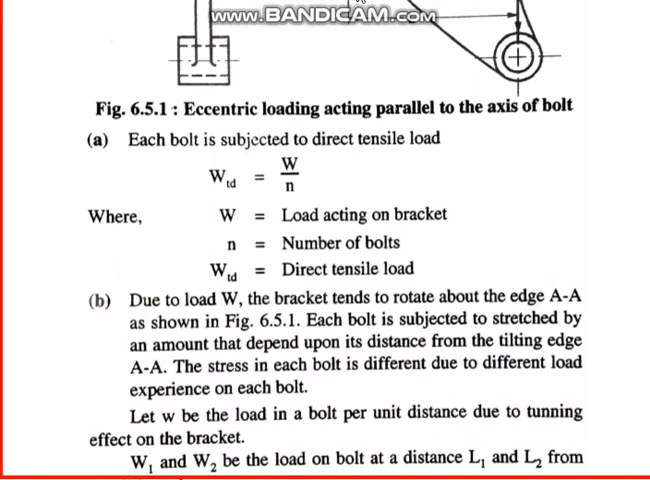 www.BANDICAM.com
Fig. 6.5.1 : Eccentric loading acting parallel to the axis of bolt
(a) Each bolt is subjected to direct tensile load
W_td = W/n
Where, W = Load acting on bracket
n = Number of bolts
W_td = Direct tensile load
(b) Due to load W, the bracket tends to rotate about the edge A-A
as shown in Fig. 6.5.1. Each bolt is subjected to stretched by
an amount that depend upon its distance from the tilting edge
A-A. The stress in each bolt is different due to different load
experience on each bolt.
Let w be the load in a bolt per unit distance due to tunning
effect on the bracket.
W₁ and W₂ be the load on bolt at a distance L₁ and L₂ from